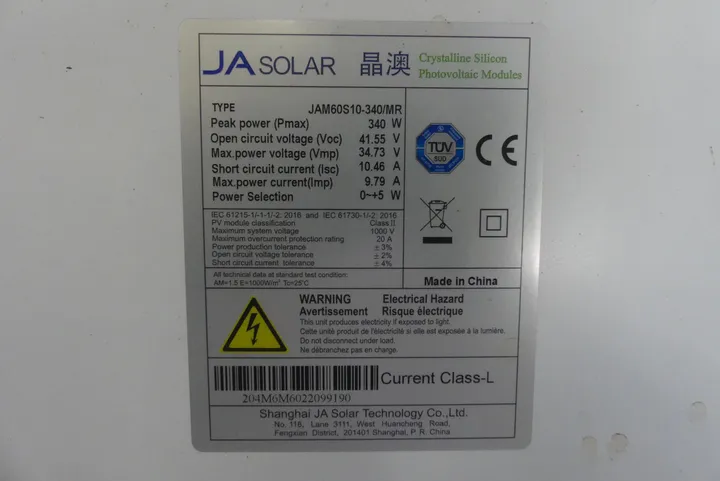 JA SOLAR 晶澳 Crystalline Silicon
Photovoltaic Modules
TYPE JAM60S10-340/MR
Peak power (Pmax) 340 W
Open circuit voltage (Voc) 41.55 V
Max.power voltage (Vmp) 34.73 V
Short circuit current (Isc) 10.46 A
Max.power current(Imp) 9.79 A
Power Selection 0~+5 W
TÜV
SÜD
CE
IEC 61215-1/-1-1/-2: 2016 and IEC 61730-1/-2: 2016
PV module classification Class II
Maximum system voltage 1000 V
Maximum overcurrent protection rating 20 A
Power production tolerance ± 3%
Open circuit voltage tolerance ± 2%
Short circuit current tolerance ± 4%
All technical data at standard test condition:
AM=1.5 E=1000W/m² Tc=25℃
Made in China
WARNING Electrical Hazard
Avertissement Risque électrique
This unit produces electricity if exposed to light.
Cette unité produit de l'électricité si elle est exposée à la lumière.
Do not disconnect under load.
Ne débranchez pas en charge.
204M6M6022099190
Current Class-L
Shanghai JA Solar Technology Co.,Ltd.
No. 118, Lane 3111, West Huancheng Road,
Fengxian District, 201401 Shanghai, P. R. China